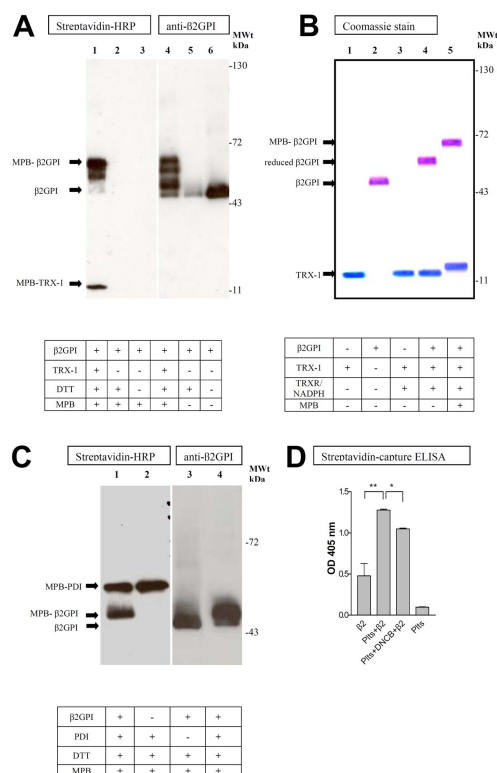 A
Streptavidin-HRP
anti-ß2GPI
MWt
kDa
1 2 3 4 5 6
-130
-72
MPB- β2GPI
β2GPI
-43
MPB-TRX-1
-11
β2GPI + + + + + +
TRX-1 + - - + - -
DTT + + - + + -
MPB + + + + - -
B
Coomassie stain
MWt
kDa
1 2 3 4 5
-130
MPB- β2GPI
-72
reduced β2GPI
β2GPI
-43
TRX-1
-11
β2GPI - + - + +
TRX-1 + - + + +
TRXR/
NADPH - - + + +
MPB - - - - +
C
Streptavidin-HRP
anti-ß2GPI
MWt
kDa
1 2 3 4
-72
MPB-PDI
MPB- β2GPI
β2GPI
-43
β2GPI + - + +
PDI + + - +
DTT + + + +
MPB + + + +
D
Streptavidin-capture ELISA
OD 405 nm
1.5
1.0
0.5
0.0
** *
β2
Plts+β2
Plts+DNCB+β2
Plts